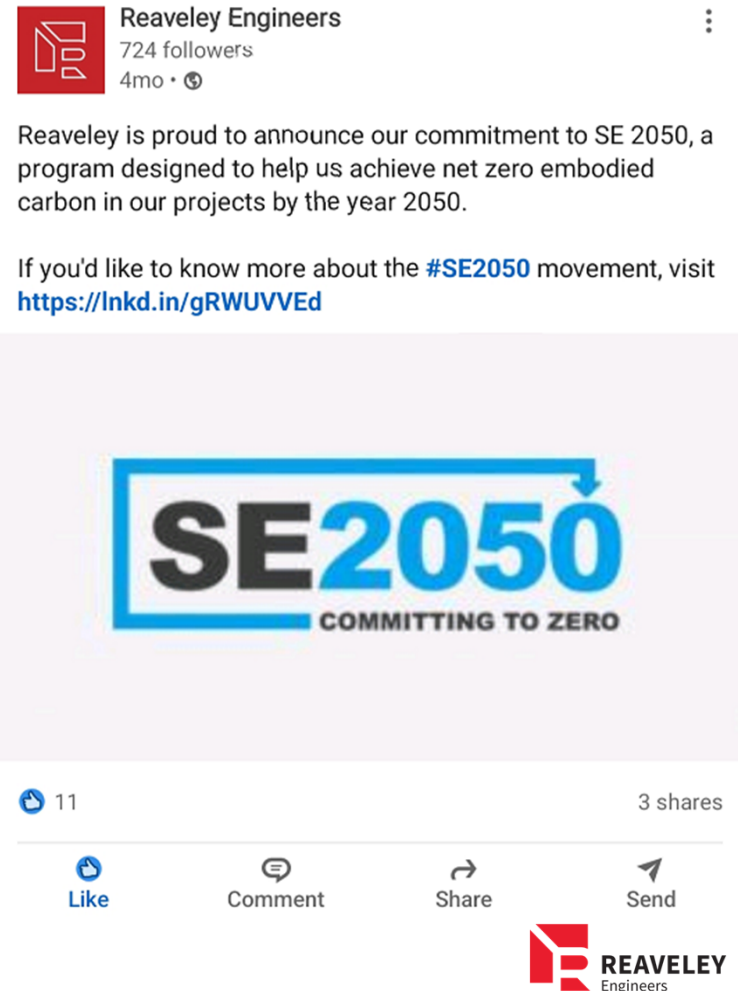 Reaveley Engineers
724 followers
4mo •
Reaveley is proud to announce our commitment to SE 2050, a
program designed to help us achieve net zero embodied
carbon in our projects by the year 2050.
If you'd like to know more about the #SE2050 movement, visit
https://lnkd.in/gRWUVVEd
SE2050
COMMITTING TO ZERO
11
3 shares
Like
Comment
Share
Send
REAVELEY
Engineers